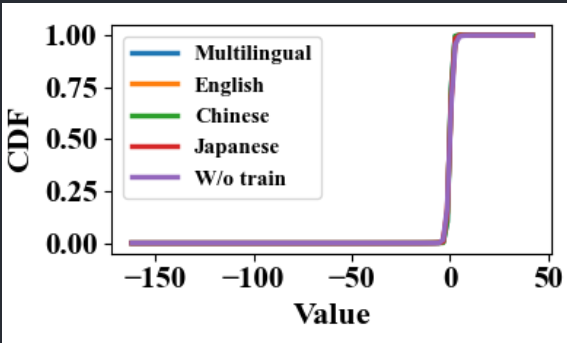 1.00
0.75
0.50
0.25
0.00
CDF
Multilingual
English
Chinese
Japanese
W/o train
−150 −100 −50 0 50
Value